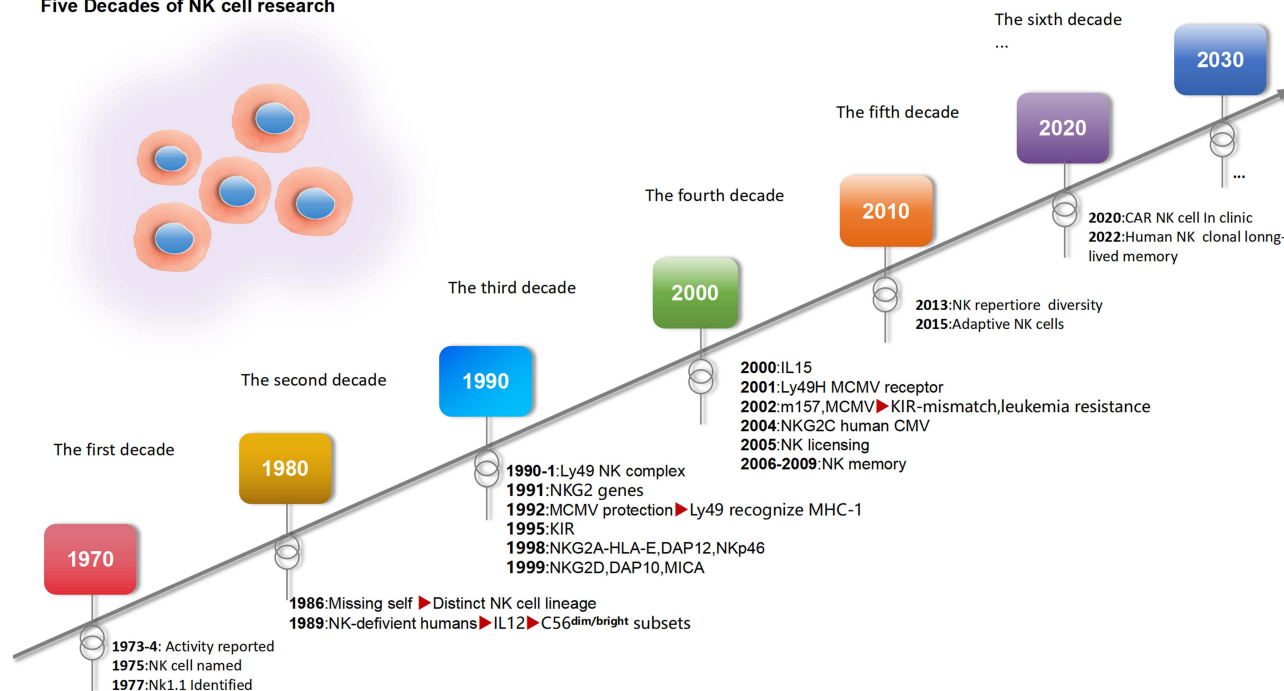 Five Decades of NK cell research
The sixth decade
...
2030
The fifth decade
2020
...
The fourth decade
2010
2020:CAR NK cell In clinic
2022:Human NK clonal lonng-
lived memory
The third decade
2000
2013:NK repertiore diversity
2015:Adaptive NK cells
The second decade
1990
2000:IL15
2001:Ly49H MCMV receptor
2002:m157,MCMV▶KIR-mismatch,leukemia resistance
2004:NKG2C human CMV
2005:NK licensing
2006-2009:NK memory
The first decade
1980
1990-1:Ly49 NK complex
1991:NKG2 genes
1992:MCMV protection▶Ly49 recognize MHC-1
1995:KIR
1998:NKG2A-HLA-E,DAP12,NKp46
1999:NKG2D,DAP10,MICA
1970
1986:Missing self ▶Distinct NK cell lineage
1989:NK-defivient humans▶IL12▶C56dim/bright subsets
1973-4: Activity reported
1975:NK cell named
1977:Nk1.1 Identified